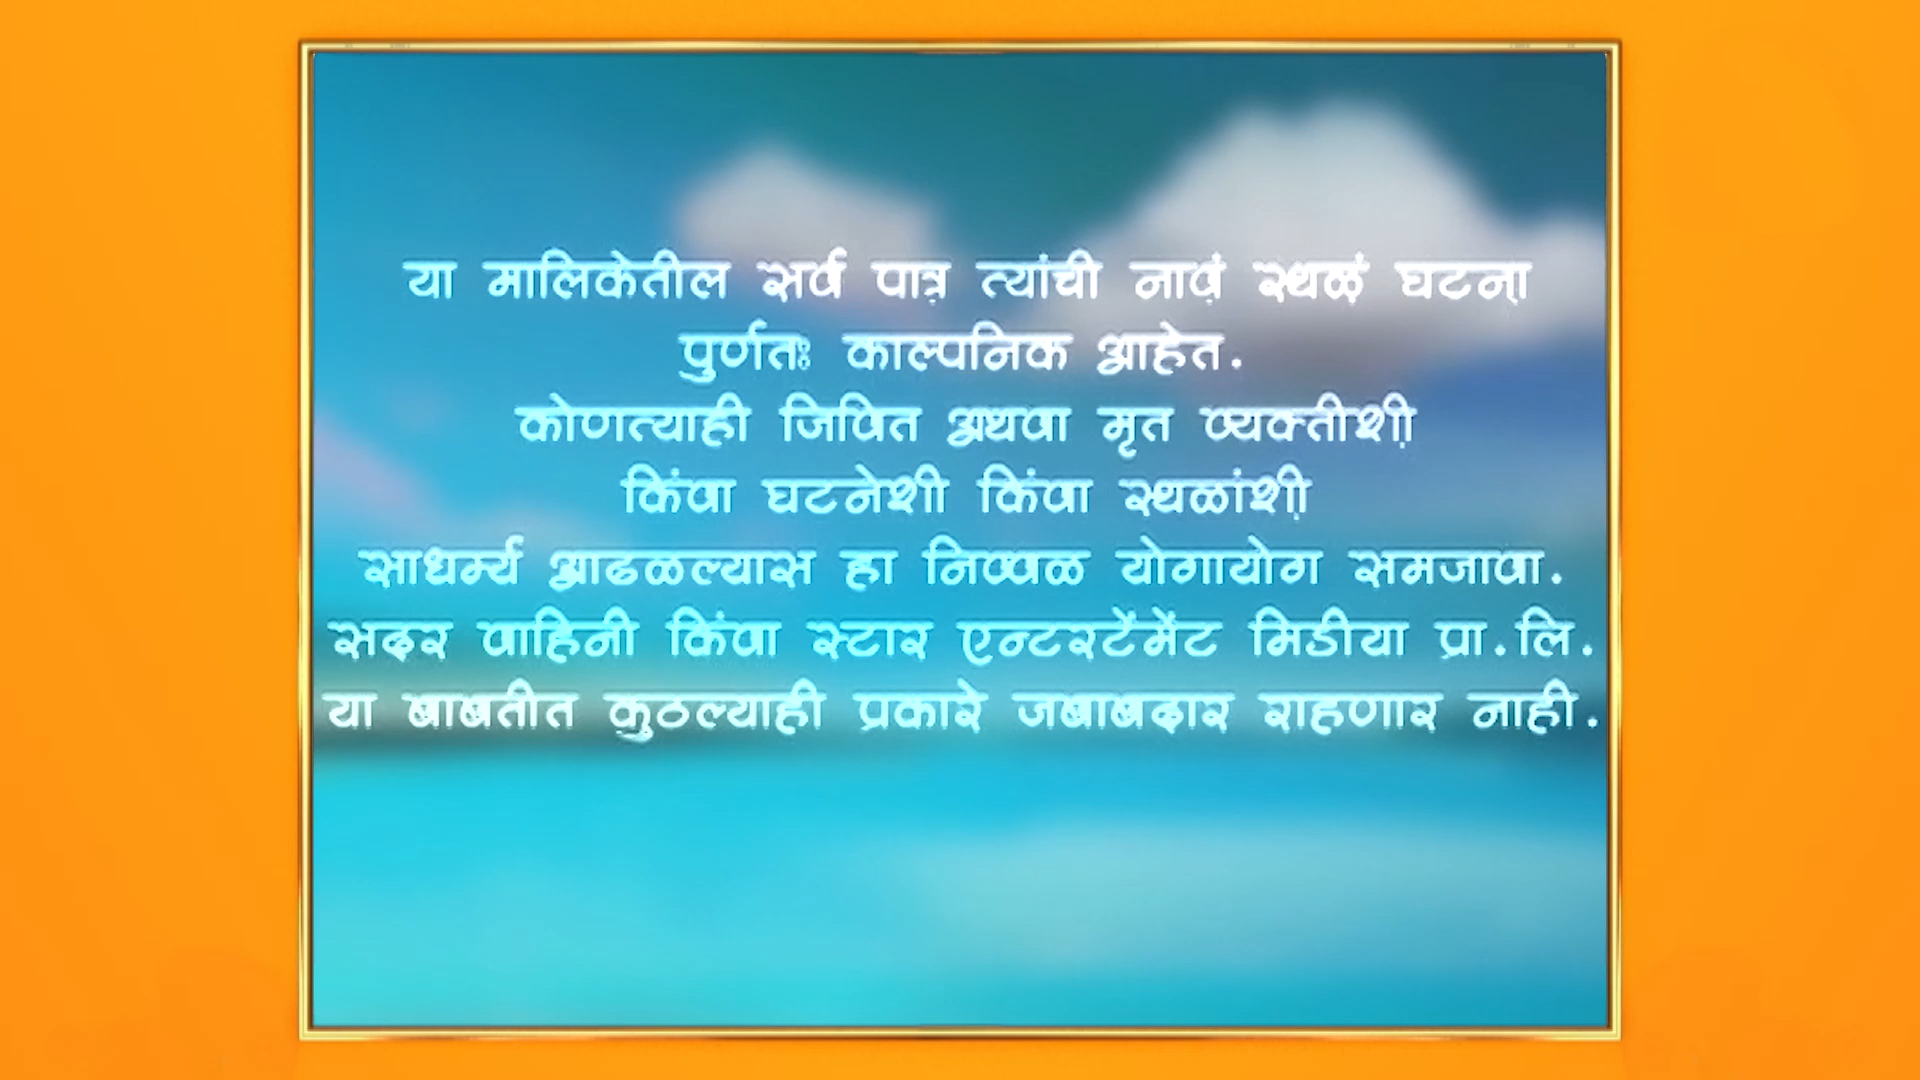 या मालिकेतील सर्व पात्र त्यांची नावं स्थळं घटना
पुर्णतः काल्पनिक आहेत.
कोणत्याही जिवित अथवा मृत व्यक्तीशी
किंवा घटनेशी किंवा स्थळांशी
साधर्म्य आढळल्यास हा निव्वळ योगायोग समजावा.
सदर वाहिनी किंवा स्टार एन्टरटेंमेंट मिडीया प्रा.लि.
या बाबतीत कुठल्याही प्रकारे जबाबदार राहणार नाही.